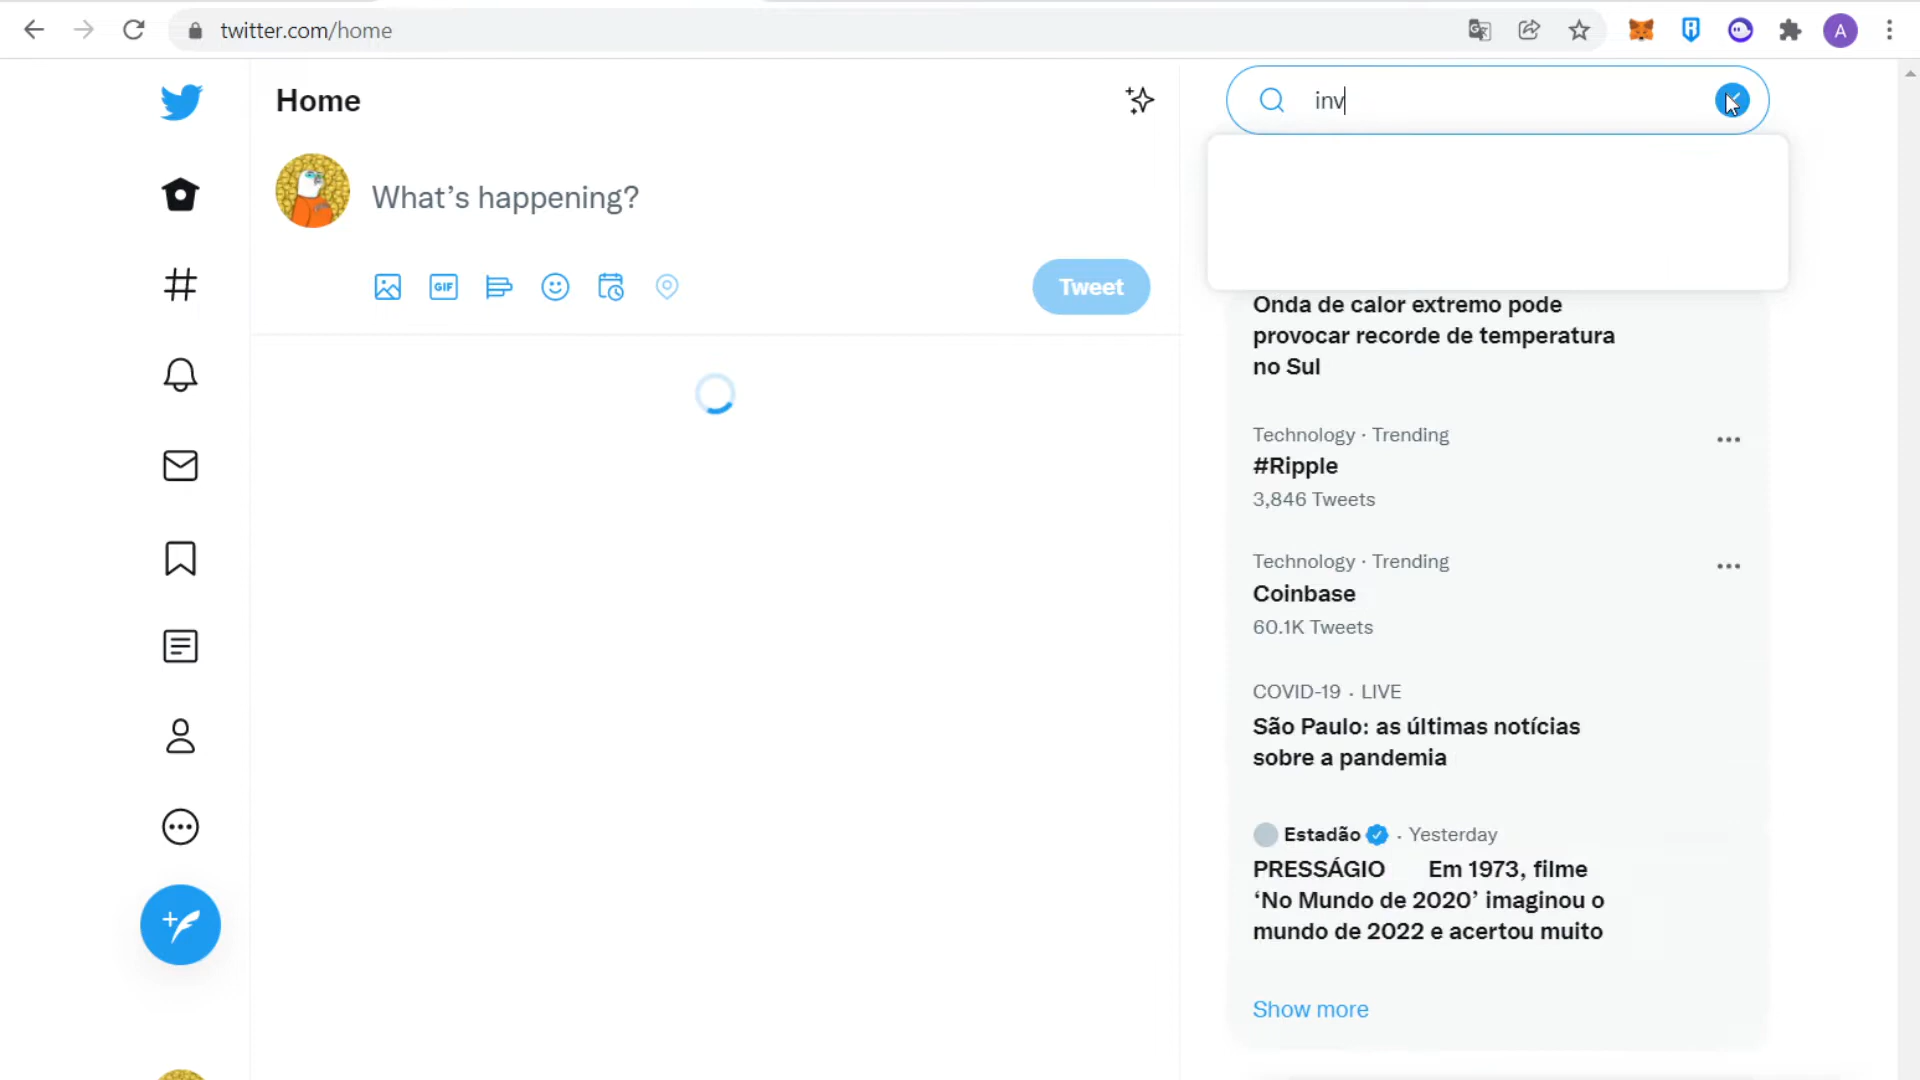 twitter.com/home
A
Home
inv
What's happening?
GIF
Tweet
Onda de calor extremo pode
provocar recorde de temperatura
no Sul
Technology · Trending
#Ripple
3,846 Tweets
Technology · Trending
Coinbase
60.1K Tweets
COVID-19 · LIVE
São Paulo: as últimas notícias
sobre a pandemia
Estadão · Yesterday
PRESSÁGIO Em 1973, filme
‘No Mundo de 2020’ imaginou o
mundo de 2022 e acertou muito
Show more